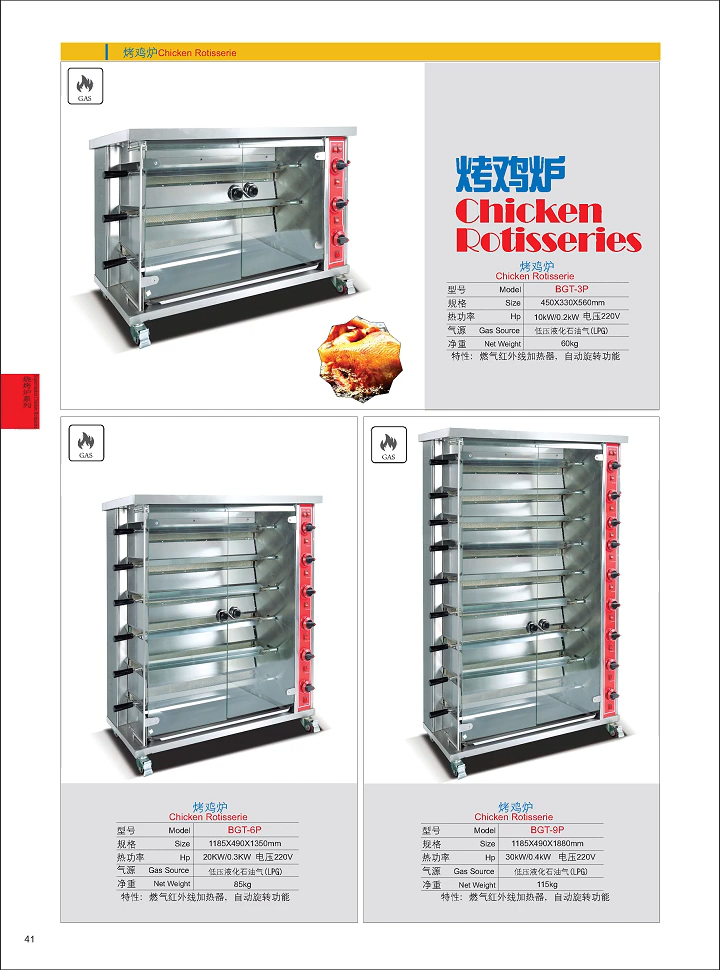 烤鸡炉Chicken Rotisserie
GAS
烤鸡炉
Chicken
Rotisseries
烤鸡炉
Chicken Rotisserie
型号 Model BGT-3P
规格 Size 450X330X560mm
热功率 Hp 10kW/0.2kW 电压220V
气源 Gas Source 低压液化石油气(LPG)
净重 Net Weight 60kg
特性：燃气红外线加热器，自动旋转功能
烧烤炉系列
GAS
烤鸡炉
Chicken Rotisserie
型号 Model BGT-6P
规格 Size 1185X490X1350mm
热功率 Hp 20KW/0.3KW 电压220V
气源 Gas Source 低压液化石油气(LPG)
净重 Net Weight 85kg
特性：燃气红外线加热器，自动旋转功能
GAS
烤鸡炉
Chicken Rotisserie
型号 Model BGT-9P
规格 Size 1185X490X1880mm
热功率 Hp 30kW/0.4kW 电压220V
气源 Gas Source 低压液化石油气(LPG)
净重 Net Weight 115kg
特性：燃气红外线加热器，自动旋转功能
41